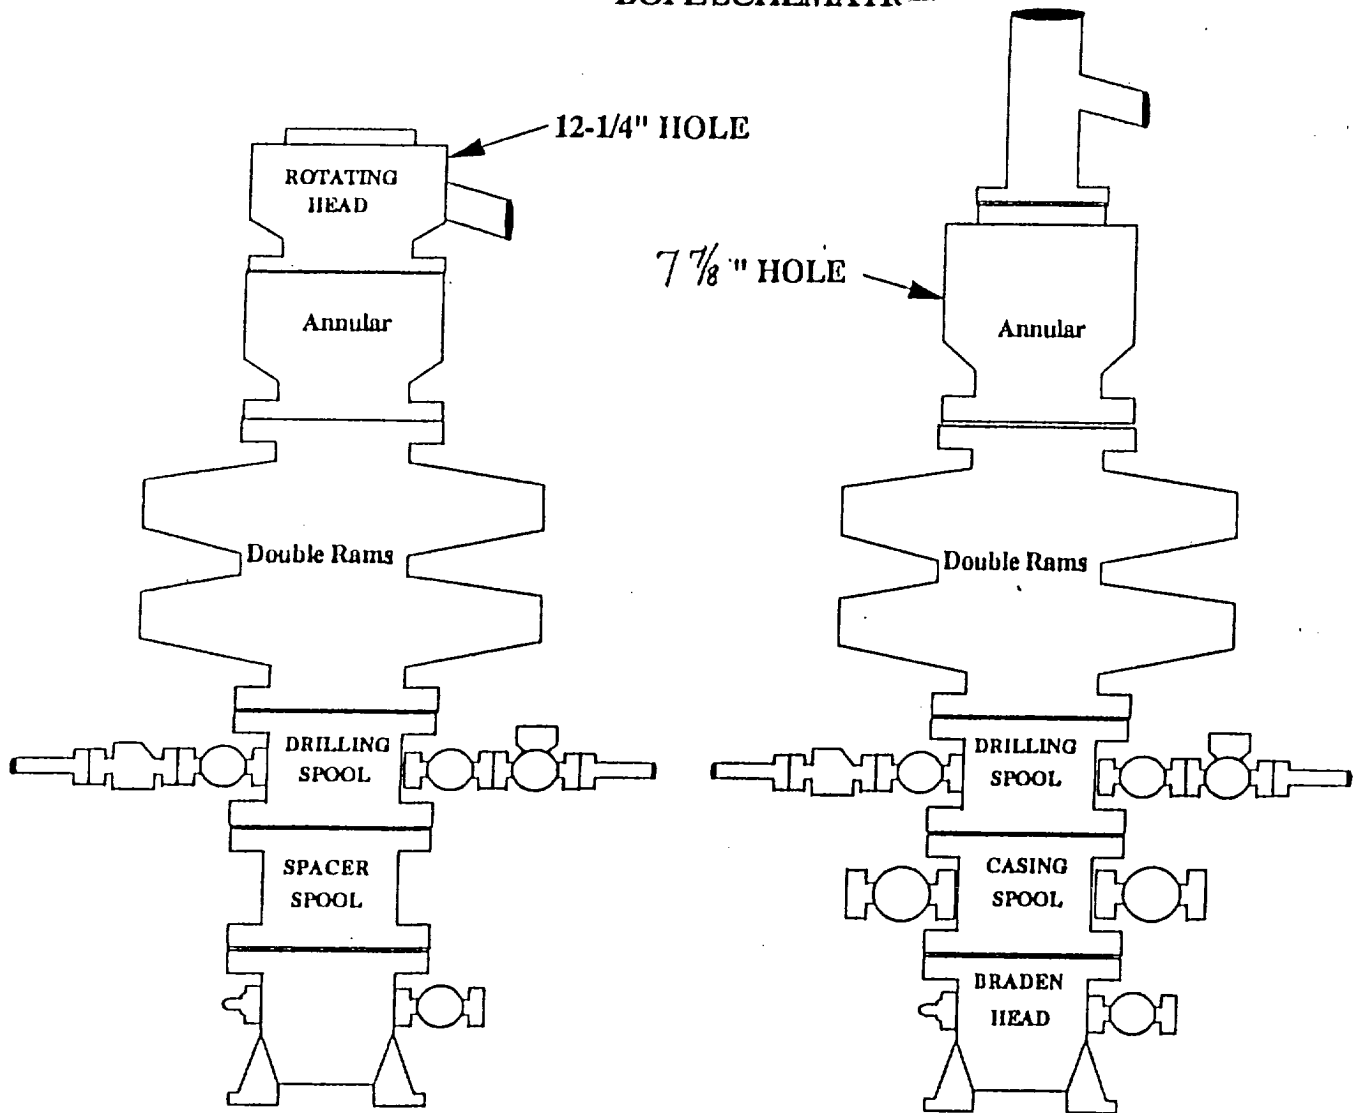 12-1/4" HOLE
ROTATING
HEAD
Annular
Double Rams
DRILLING
SPOOL
SPACER
SPOOL
7 7/8" HOLE
Annular
Double Rams
DRILLING
SPOOL
CASING
SPOOL
BRADEN
HEAD